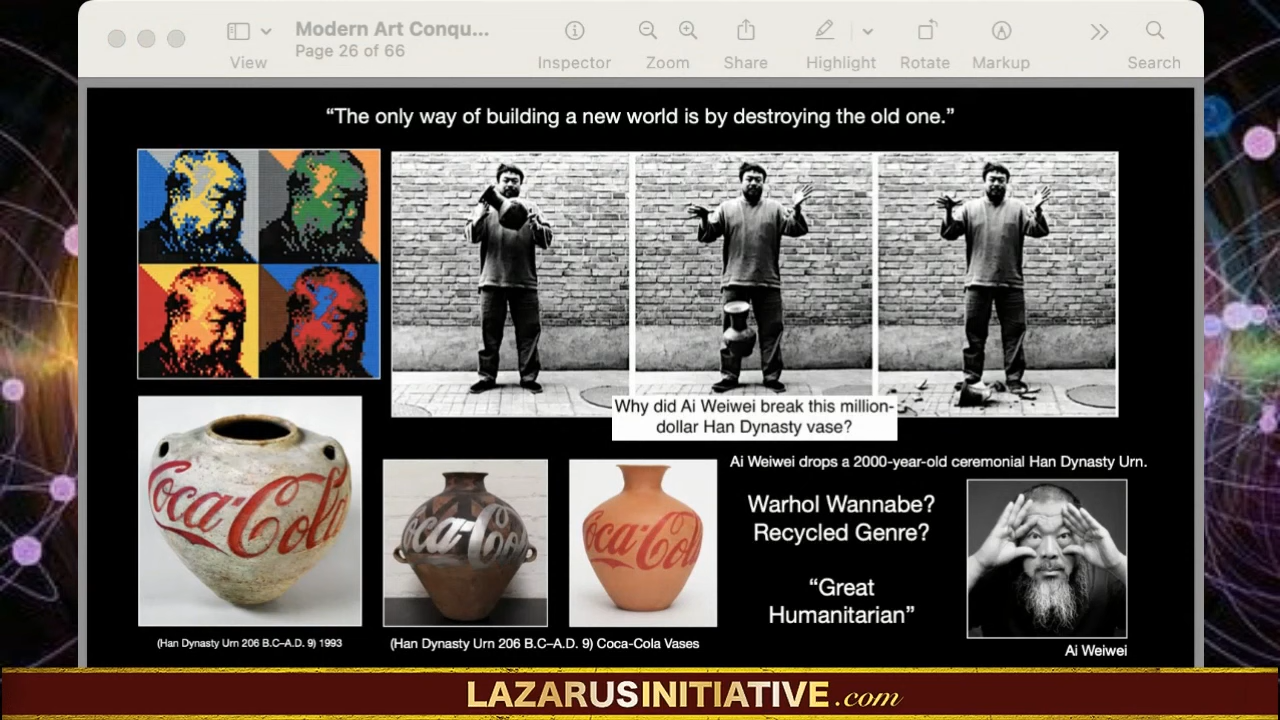 Modern Art Conqu...
Page 26 of 66
View
Inspector
Zoom
Share
Highlight
Rotate
Markup
Search
“The only way of building a new world is by destroying the old one.”
Why did Ai Weiwei break this million-
dollar Han Dynasty vase?
Ai Weiwei drops a 2000-year-old ceremonial Han Dynasty Urn.
Coca-Cola
Coca-Cola
Coca-Cola
Warhol Wannabe?
Recycled Genre?
“Great
Humanitarian”
(Han Dynasty Urn 206 B.C–A.D. 9) 1993
(Han Dynasty Urn 206 B.C–A.D. 9) Coca-Cola Vases
Ai Weiwei
LAZARUSINITIATIVE.com